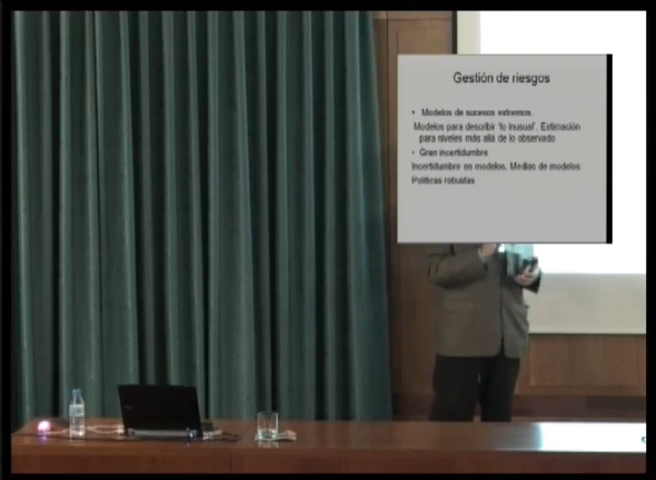 Gestión de riesgos
• Modelos de sucesos extremos.
Modelos para describir 'lo inusual'. Estimación
para niveles más allá de lo observado
• Gran incertidumbre
Incertidumbre en modelos. Medias de modelos
Políticas robustas